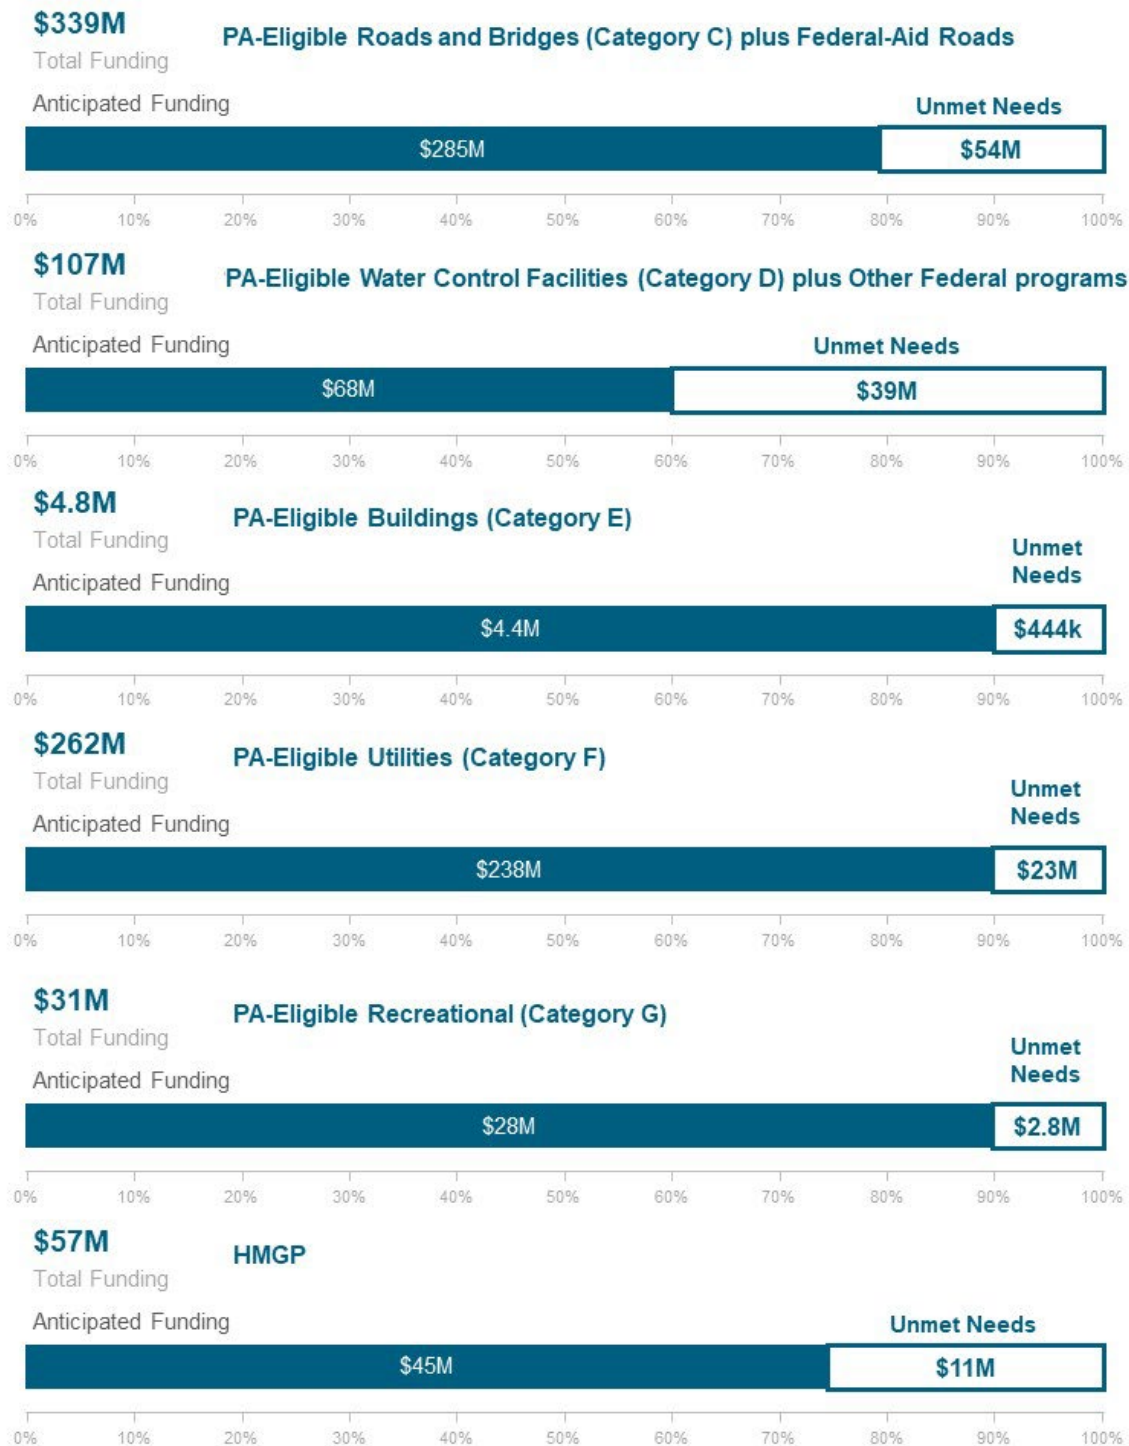 $339M
PA-Eligible Roads and Bridges (Category C) plus Federal-Aid Roads
Total Funding
Anticipated Funding
Unmet Needs
$285M
$54M
0% 10% 20% 30% 40% 50% 60% 70% 80% 90% 100%
$107M
PA-Eligible Water Control Facilities (Category D) plus Other Federal programs
Total Funding
Anticipated Funding
Unmet Needs
$68M
$39M
0% 10% 20% 30% 40% 50% 60% 70% 80% 90% 100%
$4.8M
PA-Eligible Buildings (Category E)
Total Funding
Unmet
Needs
Anticipated Funding
$4.4M
$444k
0% 10% 20% 30% 40% 50% 60% 70% 80% 90% 100%
$262M
PA-Eligible Utilities (Category F)
Total Funding
Unmet
Needs
Anticipated Funding
$238M
$23M
0% 10% 20% 30% 40% 50% 60% 70% 80% 90% 100%
$31M
PA-Eligible Recreational (Category G)
Total Funding
Unmet
Needs
Anticipated Funding
$28M
$2.8M
0% 10% 20% 30% 40% 50% 60% 70% 80% 90% 100%
$57M
HMGP
Total Funding
Anticipated Funding
Unmet Needs
$45M
$11M
0% 10% 20% 30% 40% 50% 60% 70% 80% 90% 100%